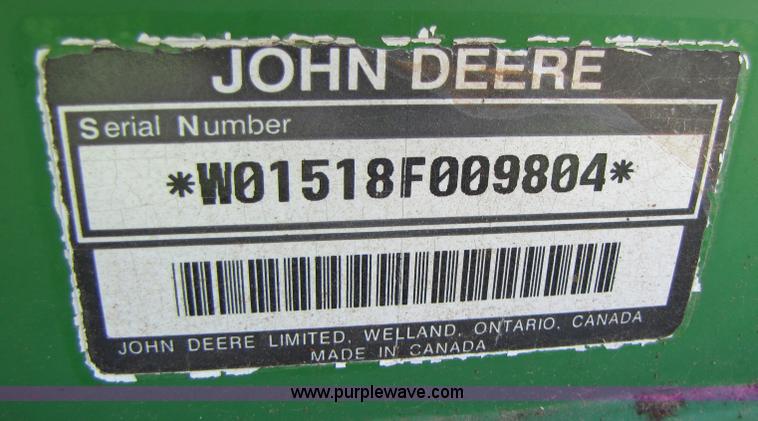 JOHN DEERE
Serial Number
*W01518F009804*
JOHN DEERE LIMITED, WELLAND, ONTARIO, CANADA
MADE IN CANADA
www.purplewave.com